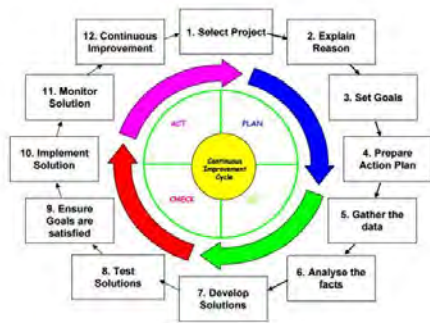 12. Continuous
Improvement
1. Select Project
2. Explain
Reason
3. Set Goals
4. Prepare
Action Plan
5. Gather the
data
6. Analyse the
facts
7. Develop
Solutions
8. Test
Solutions
9. Ensure
Goals are
satisfied
10. Implement
Solution
11. Monitor
Solution
ACT
PLAN
Continuous
Improvement
Cycle
CHECK